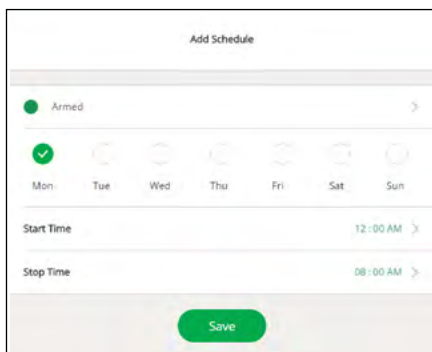 Add Schedule
Armed
Mon Tue Wed Thu Fri Sat Sun
Start Time 12:00 AM
Stop Time 08:00 AM
Save